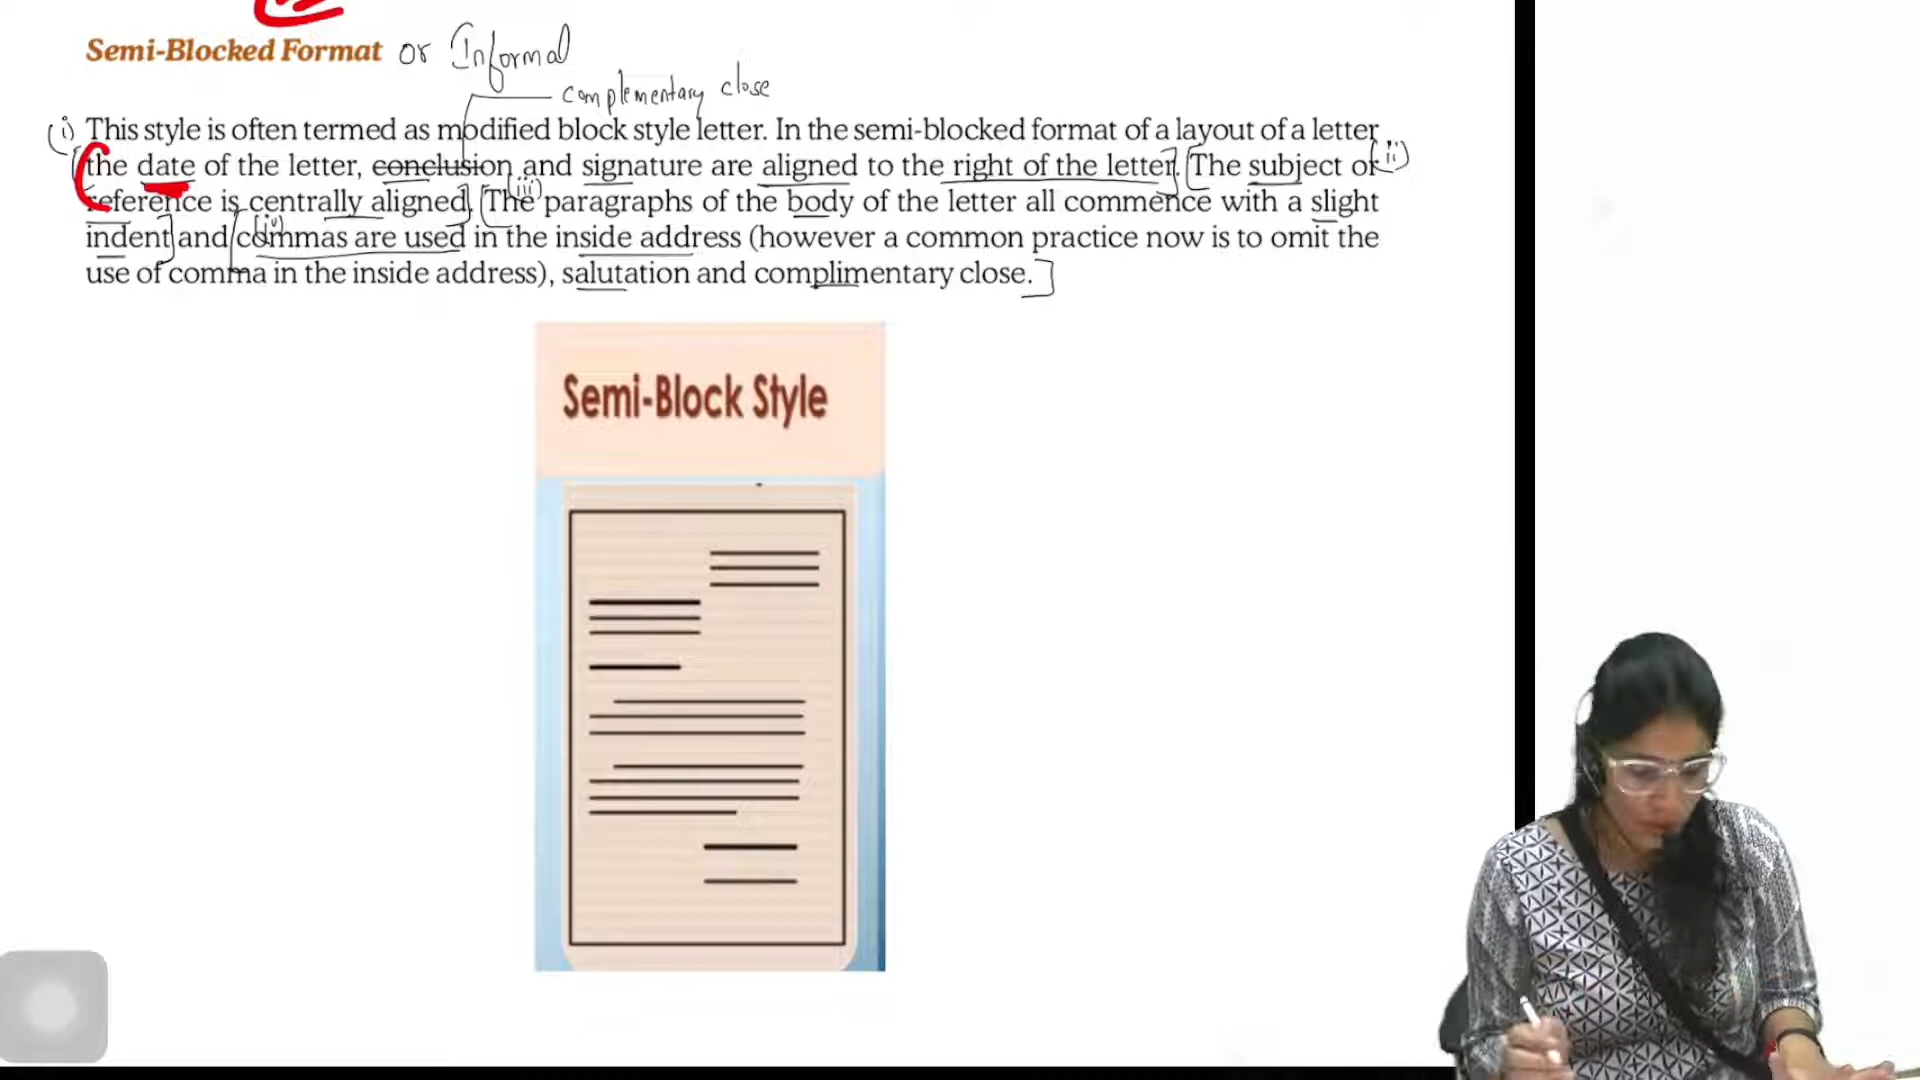 Semi-Blocked Format or Informal
complementary close
(i) This style is often termed as modified block style letter. In the semi-blocked format of a layout of a letter
the date of the letter, conclusion and signature are aligned to the right of the letter. [The subject or (ii)
reference is centrally aligned]. [The (iii) paragraphs of the body of the letter all commence with a slight
indent] and [(iv) commas are used in the inside address (however a common practice now is to omit the
use of comma in the inside address), salutation and complimentary close.]
Semi-Block Style